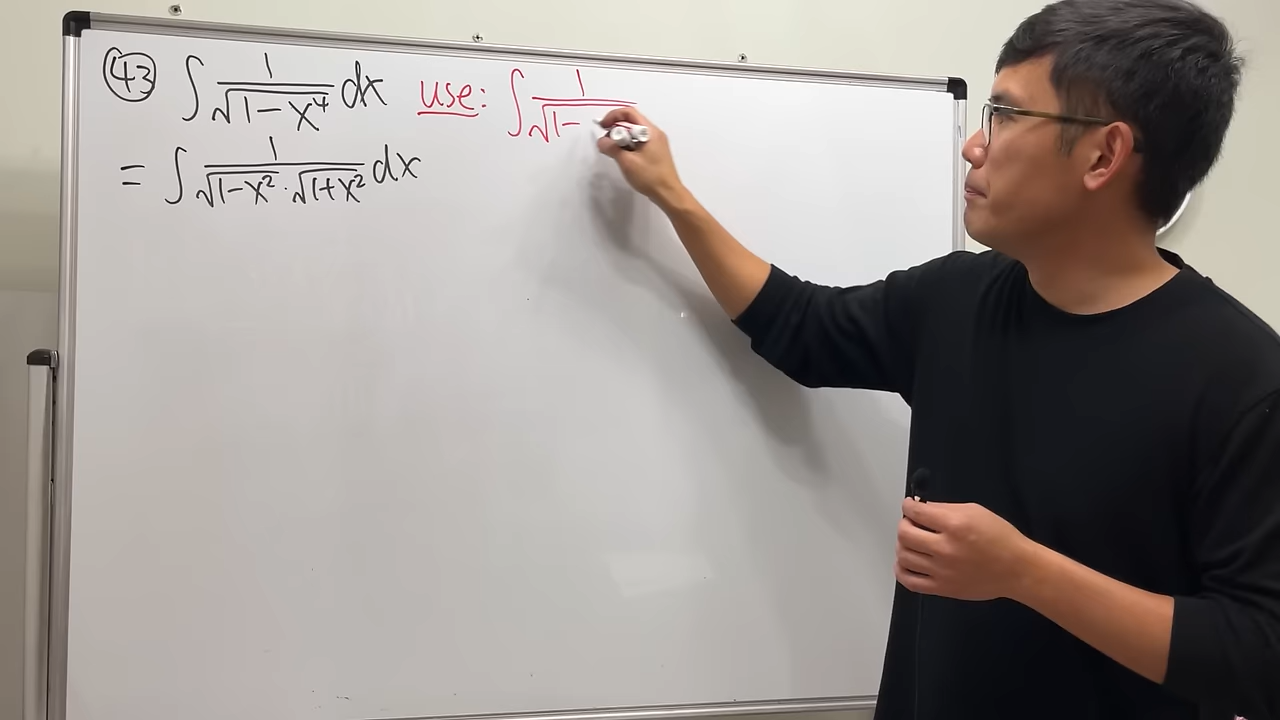 ㊸ ∫ 1/√(1-x⁴) dx use: ∫ 1/√(1-
= ∫ 1/(√(1-x²)·√(1+x²)) dx